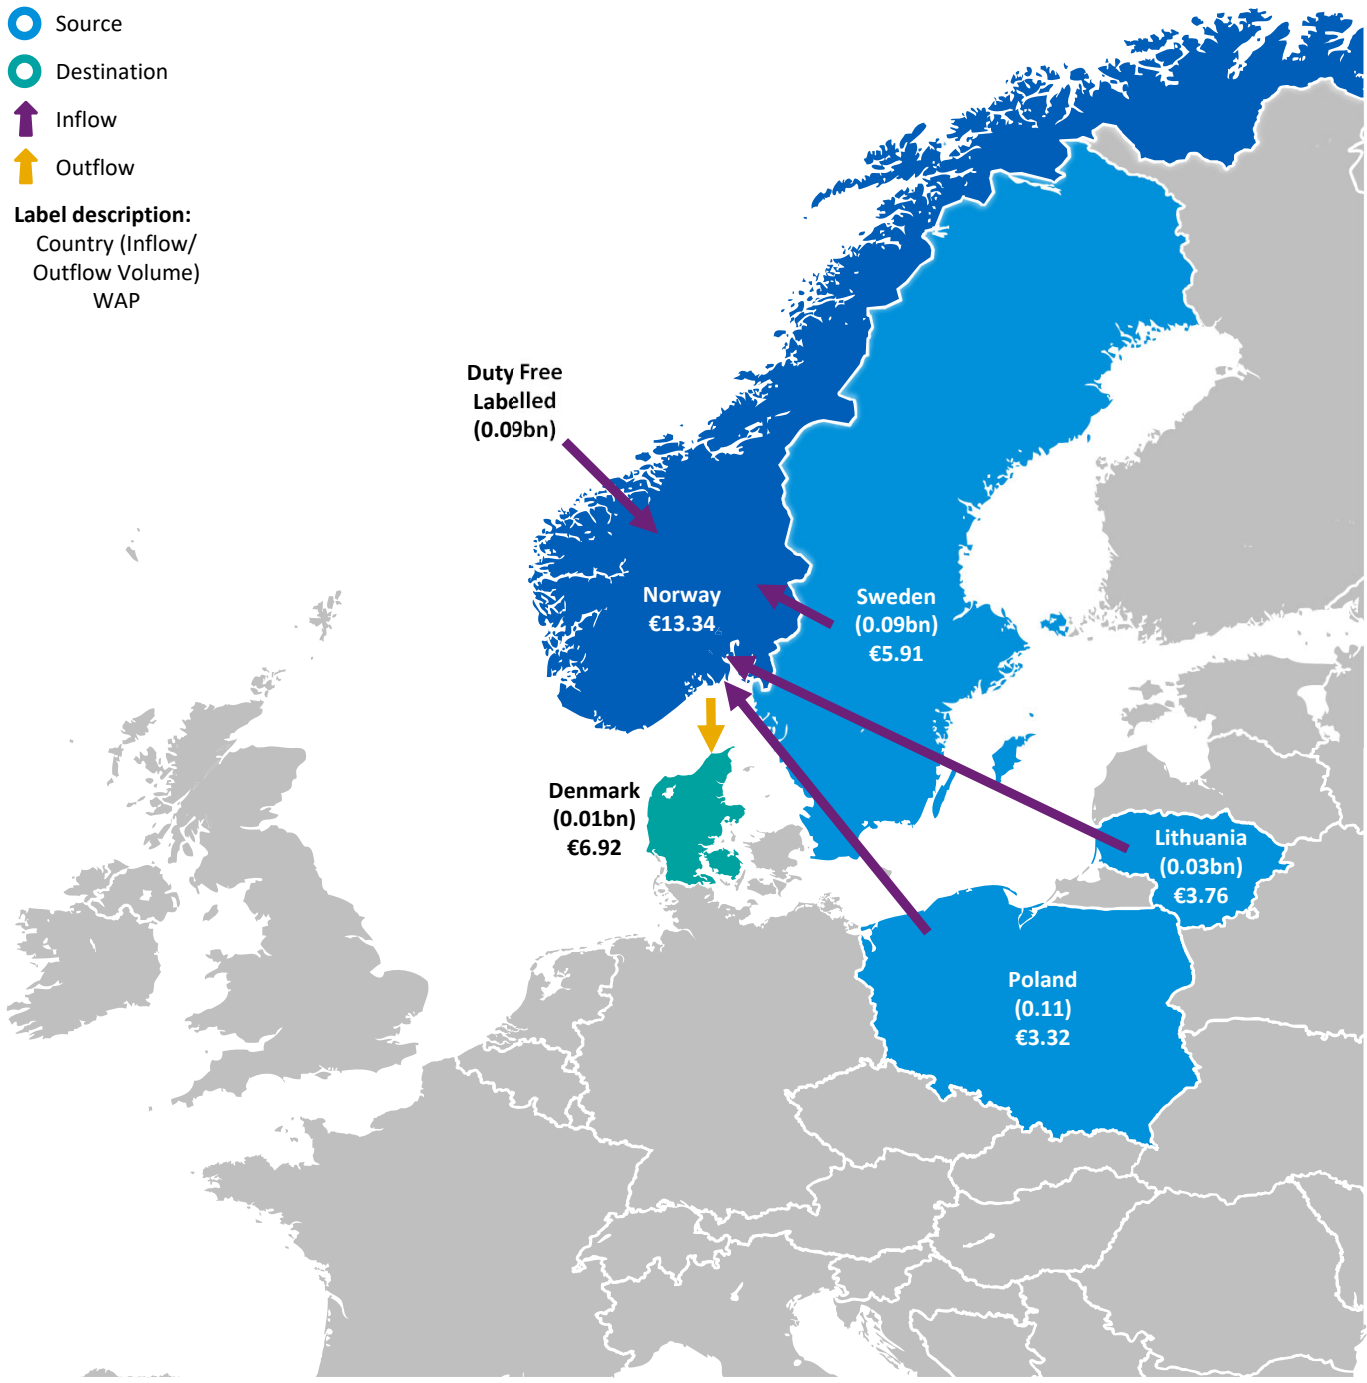 Source
Destination
Inflow
Outflow
Label description:
Country (Inflow/
Outflow Volume)
WAP
Duty Free
Labelled
(0.09bn)
Norway
€13.34
Sweden
(0.09bn)
€5.91
Denmark
(0.01bn)
€6.92
Lithuania
(0.03bn)
€3.76
Poland
(0.11)
€3.32